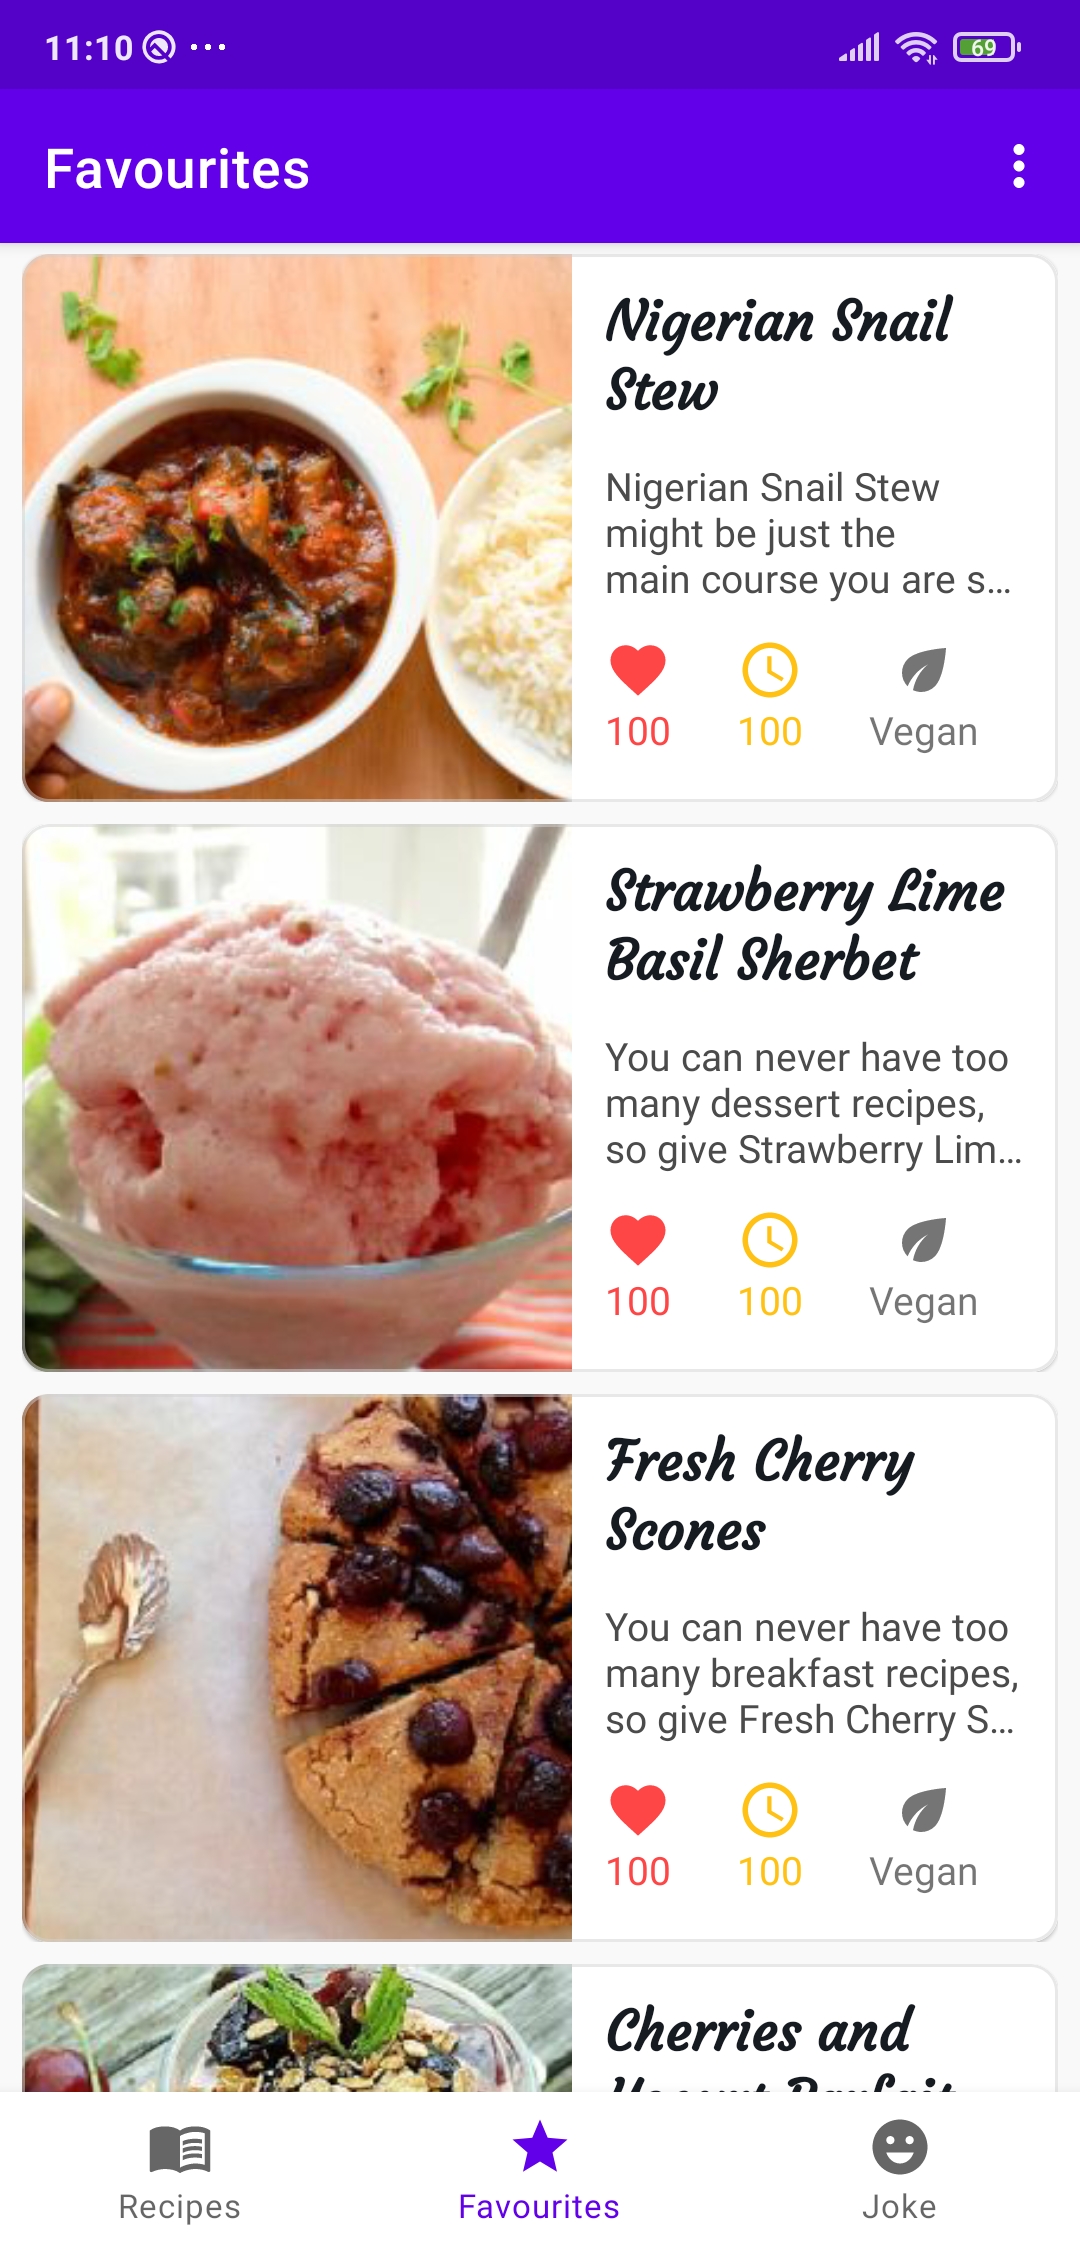 11:10
69
Favourites
Nigerian Snail
Stew
Nigerian Snail Stew
might be just the
main course you are s...
100
100
Vegan
Strawberry Lime
Basil Sherbet
You can never have too
many dessert recipes,
so give Strawberry Lim...
100
100
Vegan
Fresh Cherry
Scones
You can never have too
many breakfast recipes,
so give Fresh Cherry S...
100
100
Vegan
Cherries and
Recipes
Favourites
Joke